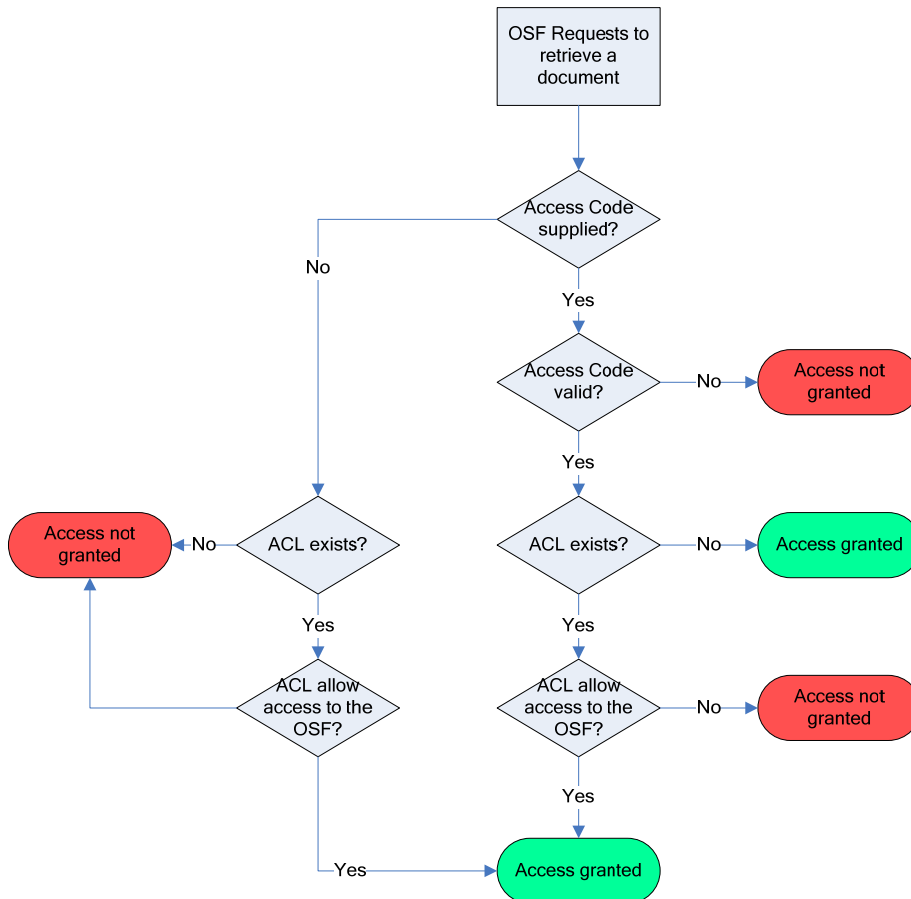 OSF Requests to
retrieve a
document
Access Code
supplied?
No
Yes
Access Code
valid?
No
Access not
granted
Yes
Access not
granted
No
ACL exists?
ACL exists?
No
Access granted
Yes
Yes
ACL allow
access to the
OSF?
ACL allow
access to the
OSF?
No
Access not
granted
Yes
Yes
Access granted